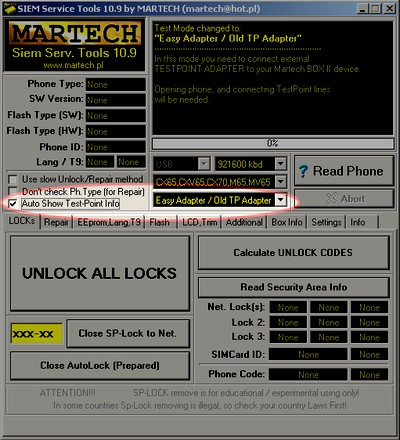 SIEM Service Tools 10.9 by MARTECH (martech@hot.pl)
MARTECH
Siem Serv. Tools 10.9
www.martech.pl
Test Mode changed to:
"Easy Adapter / Old TP Adapter"
In this mode you need to connect external
TESTPOINT ADAPTER to your Martech BOX II device.
Opening phone, and connecting TestPoint lines
will be needed.
Phone Type: None
SW Version: None
Flash Type (SW): None
Flash Type (HW): None
Phone ID: None
Lang / T9: None None
0%
USB 921600 kbd
? Read Phone
Use slow Unlock/Repair method
CX65,CXV65,CX70,M65,MV65
Don't check Ph.Type (for Repair)
Auto Show Test-Point Info
Easy Adapter / Old TP Adapter
Abort
LOCKs Repair EEprom,Lang,T9 Flash LCD,Trim Additional Box Info Settings Info
UNLOCK ALL LOCKS
Calculate UNLOCK CODES
Read Security Area Info
Net. Lock(s): None None None
Lock 2: None None None
Lock 3: None None None
SIMCard ID: None None
Phone Code: None None
xxx-xx
Close SP-Lock to Net.
Close AutoLock (Prepared)
ATTENTION!!! SP-LOCK remove is for educational / experimental using only!
In some countries Sp-Lock removing is illegal, so check your country Laws First!